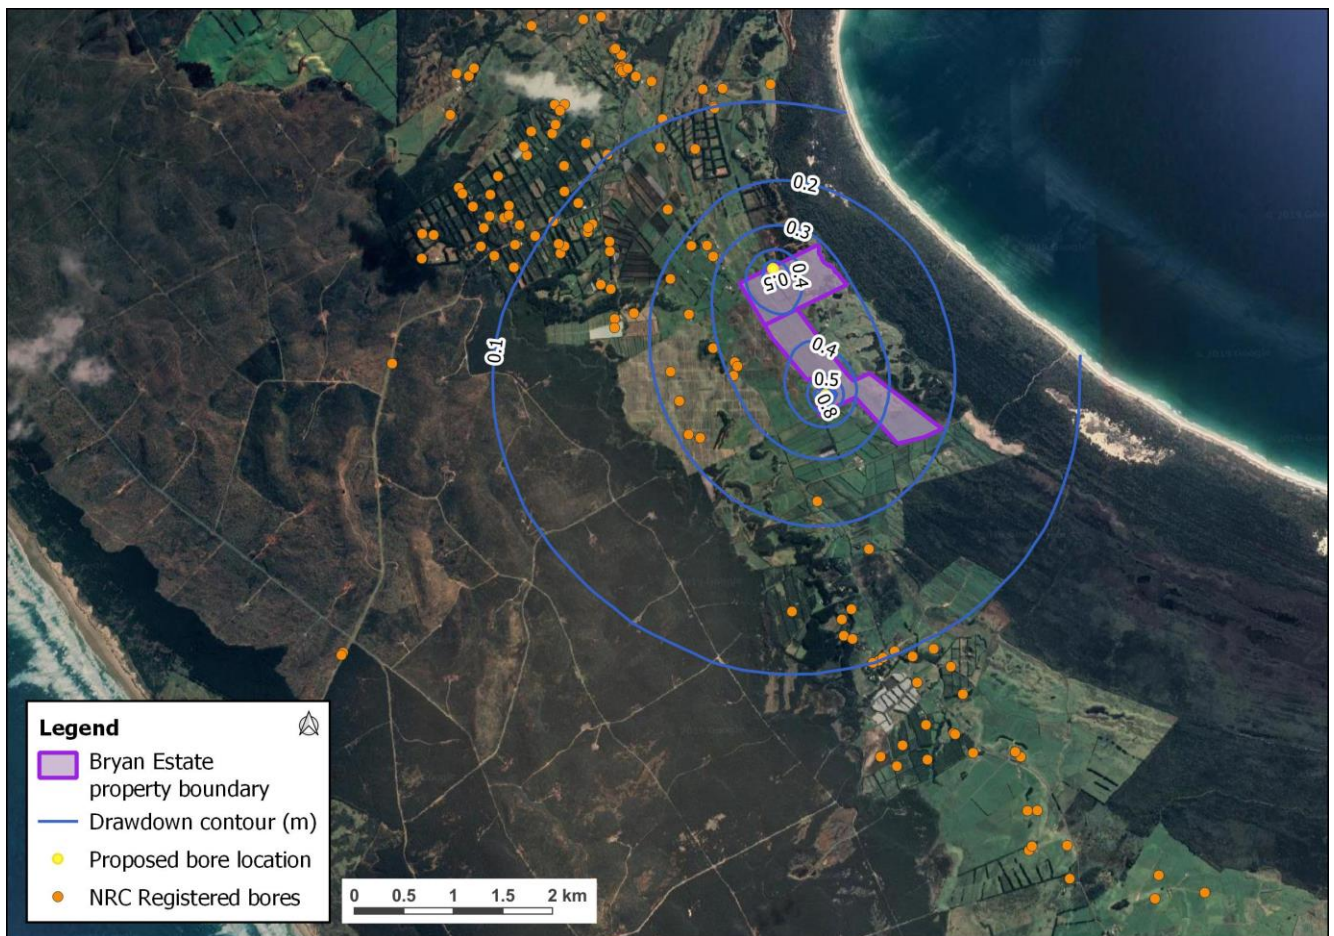 0.2
0.3
0.4
0.5
0.1
0.4
0.5
0.8
Legend
Bryan Estate
property boundary
Drawdown contour (m)
Proposed bore location
NRC Registered bores
0 0.5 1 1.5 2 km